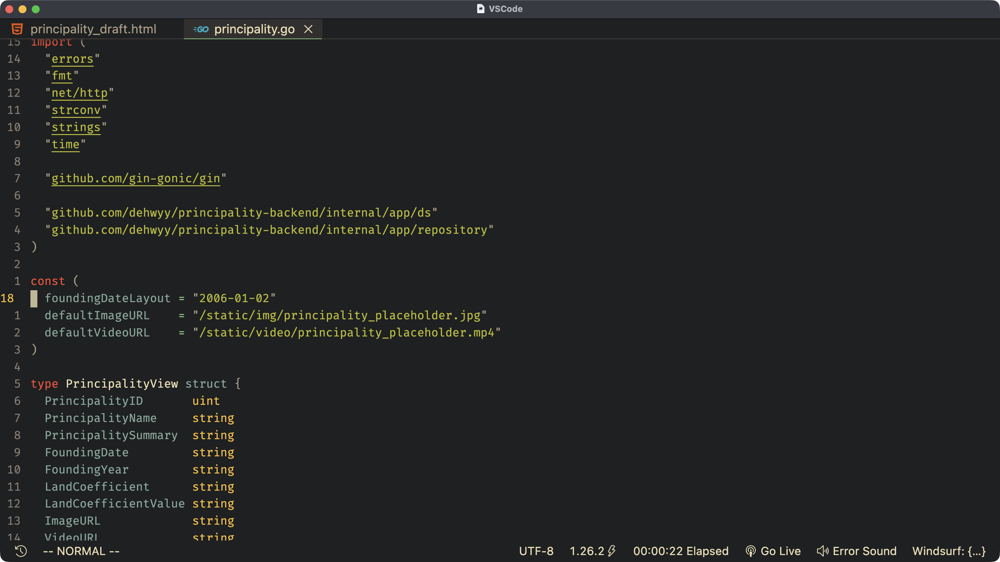 VSCode
principality_draft.html
GO principality.go
15 import (
14 "errors"
13 "fmt"
12 "net/http"
11 "strconv"
10 "strings"
9 "time"
8
7 "github.com/gin-gonic/gin"
6
5 "github.com/dehwyy/principality-backend/internal/app/ds"
4 "github.com/dehwyy/principality-backend/internal/app/repository"
3 )
2
1 const (
18 foundingDateLayout = "2006-01-02"
1 defaultImageURL = "/static/img/principality_placeholder.jpg"
2 defaultVideoURL = "/static/video/principality_placeholder.mp4"
3 )
4
5 type PrincipalityView struct {
6 PrincipalityID uint
7 PrincipalityName string
8 PrincipalitySummary string
9 FoundingDate string
10 FoundingYear string
11 LandCoefficient string
12 LandCoefficientValue string
13 ImageURL string
14 VideoURL string
-- NORMAL -- UTF-8 1.26.2 00:00:22 Elapsed Go Live Error Sound Windsurf: {...}